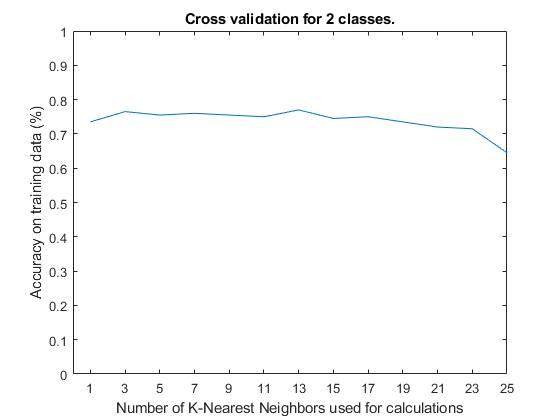 Cross validation for 2 classes.
1
0.9
0.8
0.7
0.6
0.5
0.4
0.3
0.2
0.1
0
Accuracy on training data (%)
1 3 5 7 9 11 13 15 17 19 21 23 25
Number of K-Nearest Neighbors used for calculations